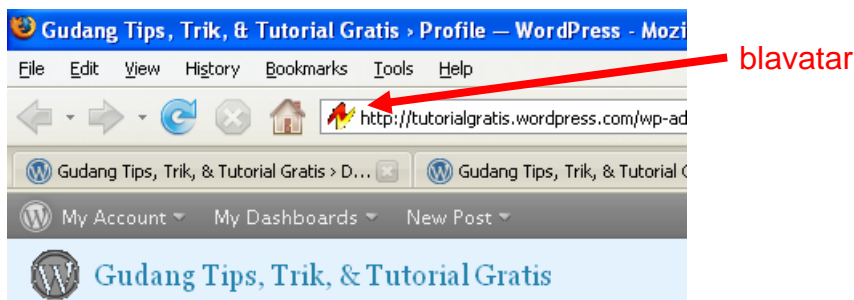 Gudang Tips, Trik, & Tutorial Gratis › Profile — WordPress - Mozi
blavatar
File Edit View History Bookmarks Tools Help
http://tutorialgratis.wordpress.com/wp-ad
Gudang Tips, Trik, & Tutorial Gratis › D... Gudang Tips, Trik, & Tutorial G
My Account My Dashboards New Post
Gudang Tips, Trik, & Tutorial Gratis